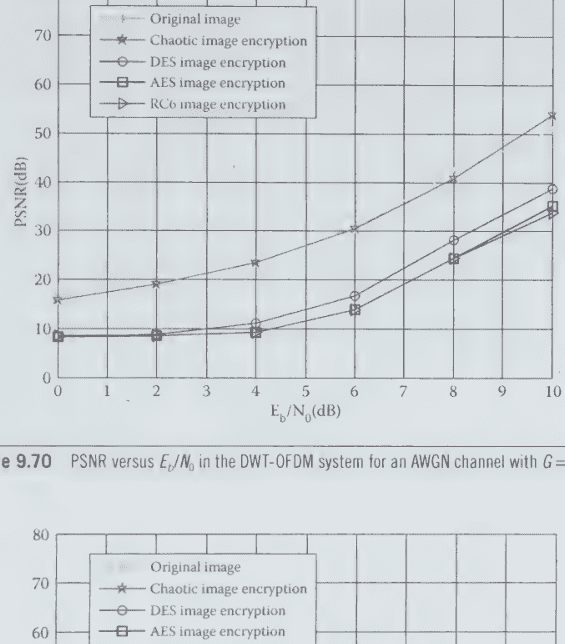 Original image
Chaotic image encryption
DES image encryption
AES image encryption
RC6 image encryption
70
60
50
40
30
20
10
0
PSNR(dB)
0 1 2 3 4 5 6 7 8 9 10
E_b/N_0(dB)
e 9.70 PSNR versus E_b/N_0 in the DWT-OFDM system for an AWGN channel with G =
80
70
60
Original image
Chaotic image encryption
DES image encryption
AES image encryption